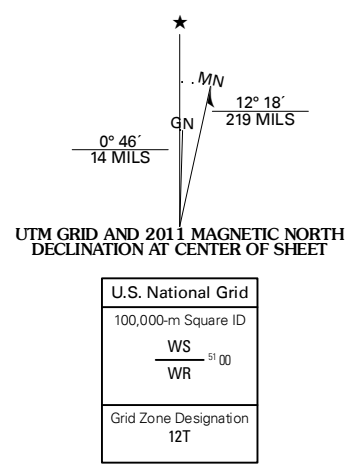 ★
MN
GN
12° 18´
219 MILS
0° 46´
14 MILS
UTM GRID AND 2011 MAGNETIC NORTH
DECLINATION AT CENTER OF SHEET
U.S. National Grid
100,000-m Square ID
WS
51 00
WR
Grid Zone Designation
12T